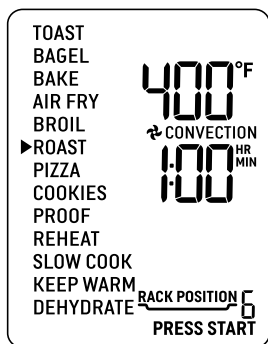 TOAST
BAGEL
BAKE
AIR FRY
BROIL
ROAST
PIZZA
COOKIES
PROOF
REHEAT
SLOW COOK
KEEP WARM
DEHYDRATE
400°F
CONVECTION
1:00 HR MIN
RACK POSITION 6
PRESS START